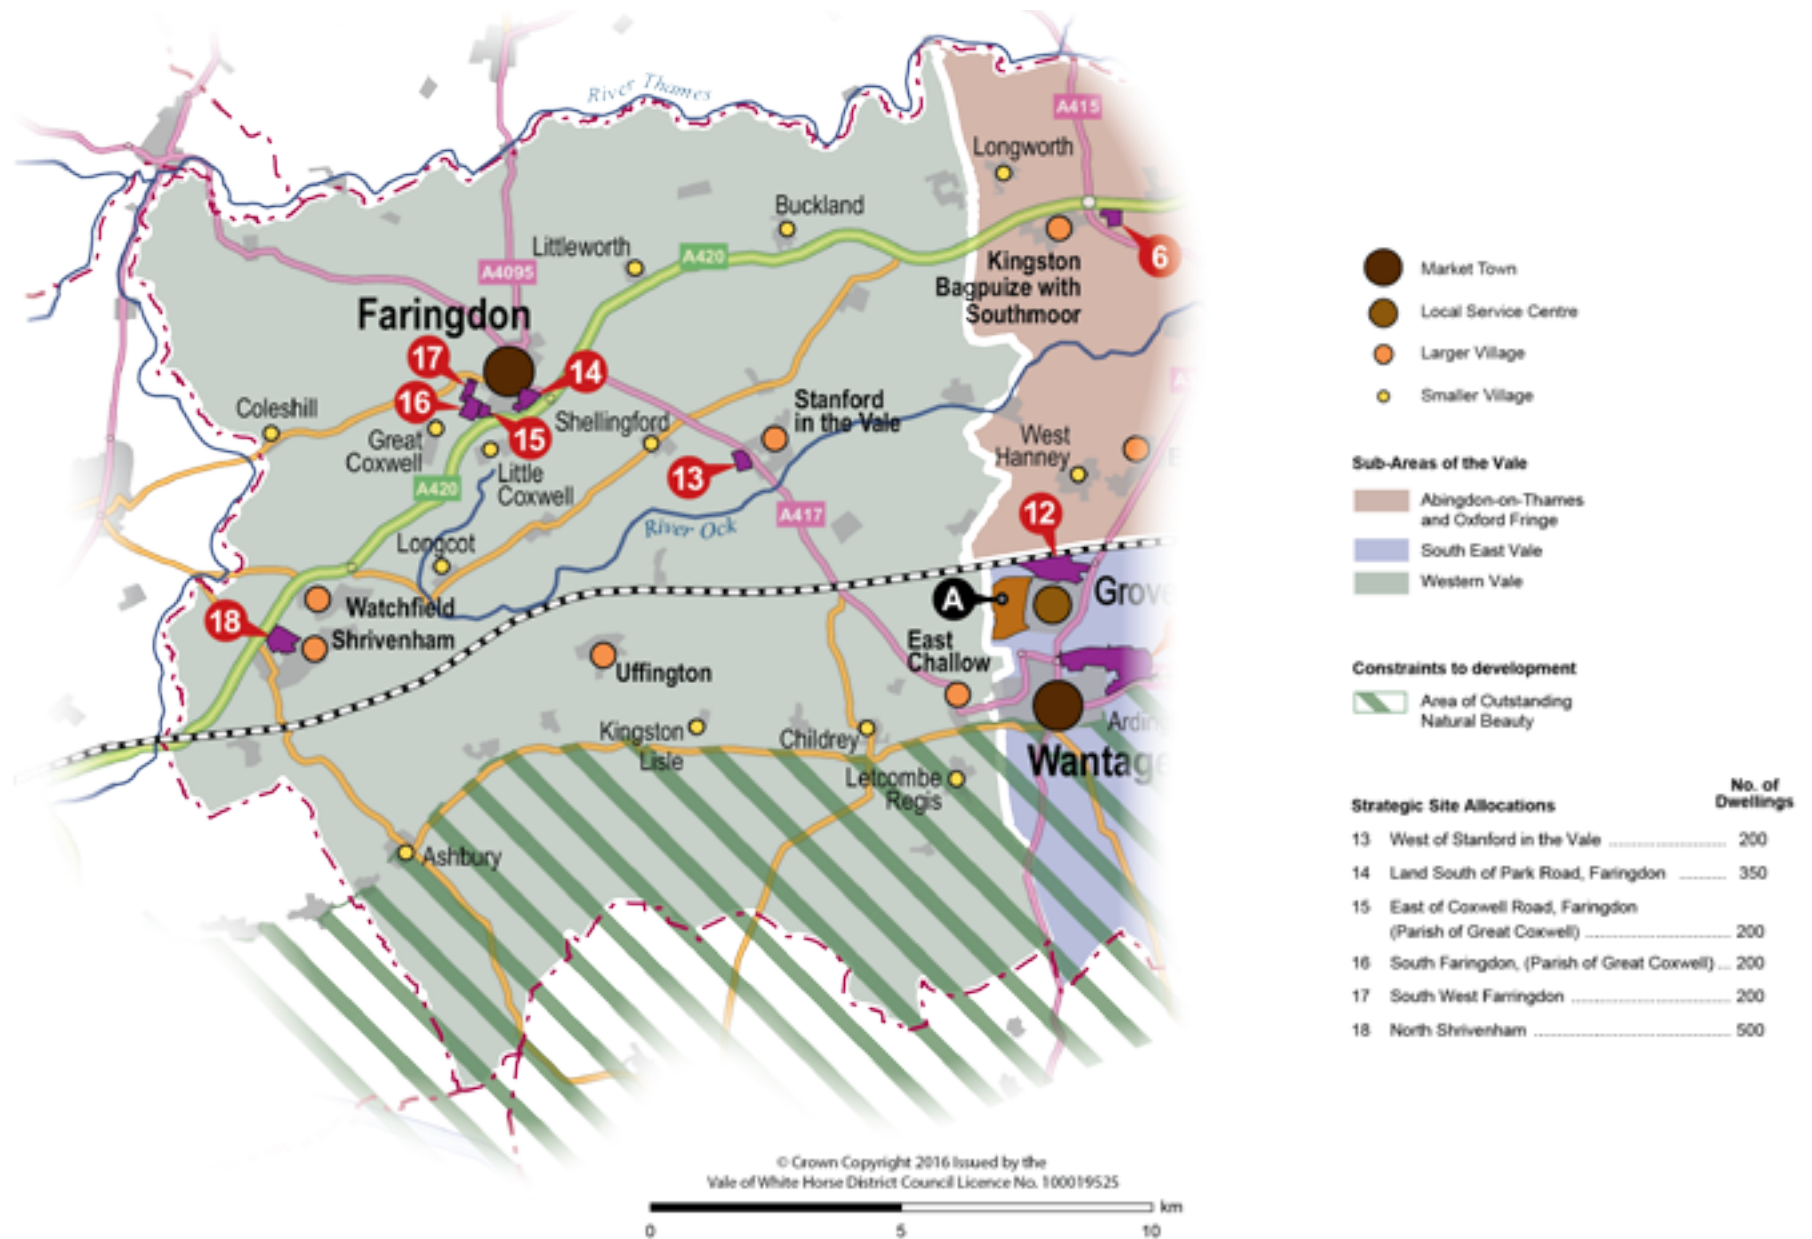 River Thames
A415
Longworth
Buckland
Littleworth
A420
A4095
6
Kingston
Bagpuize with
Southmoor
Faringdon
17
14
16
15
Coleshill
Great
Coxwell
Shellingford
Stanford
in the Vale
Little
Coxwell
A420
13
West
Hanney
12
A417
River Ock
Longcot
A
Grove
18
Watchfield
Shrivenham
East
Challow
Uffington
Kingston
Lisle
Childrey
Letcombe
Regis
Wantage
Ashbury
Market Town
Local Service Centre
Larger Village
Smaller Village
Sub-Areas of the Vale
Abingdon-on-Thames
and Oxford Fringe
South East Vale
Western Vale
Constraints to development
Area of Outstanding
Natural Beauty
Strategic Site Allocations
No. of
Dwellings
13 West of Stanford in the Vale 200
14 Land South of Park Road, Faringdon 350
15 East of Coxwell Road, Faringdon
(Parish of Great Coxwell) 200
16 South Faringdon, (Parish of Great Coxwell) 200
17 South West Farringdon 200
18 North Shrivenham 500
© Crown Copyright 2016 Issued by the
Vale of White Horse District Council Licence No. 100019525
km
0 5 10